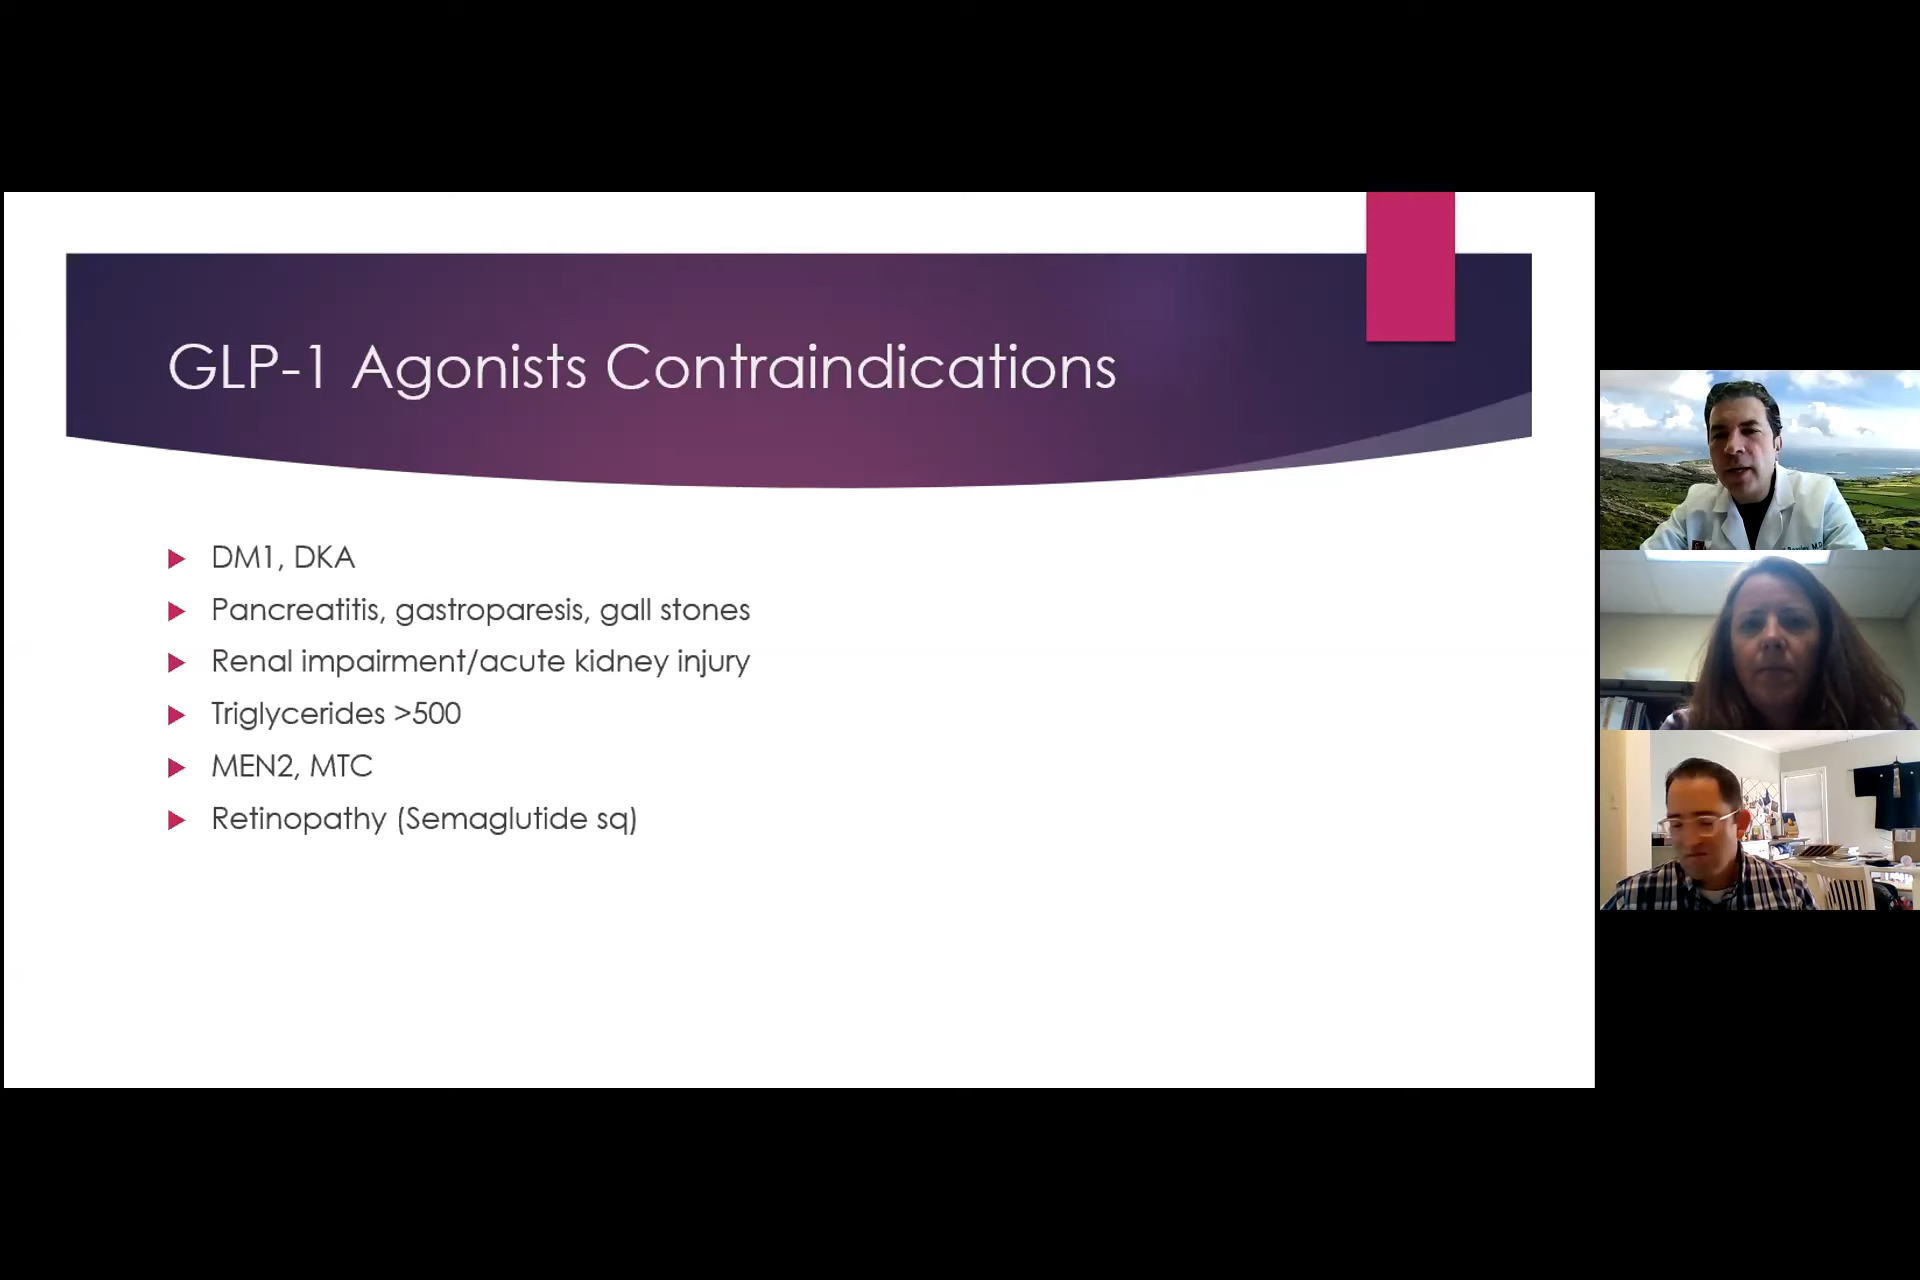 GLP-1 Agonists Contraindications
DM1, DKA
Pancreatitis, gastroparesis, gall stones
Renal impairment/acute kidney injury
Triglycerides >500
MEN2, MTC
Retinopathy (Semaglutide sq)
M.D.